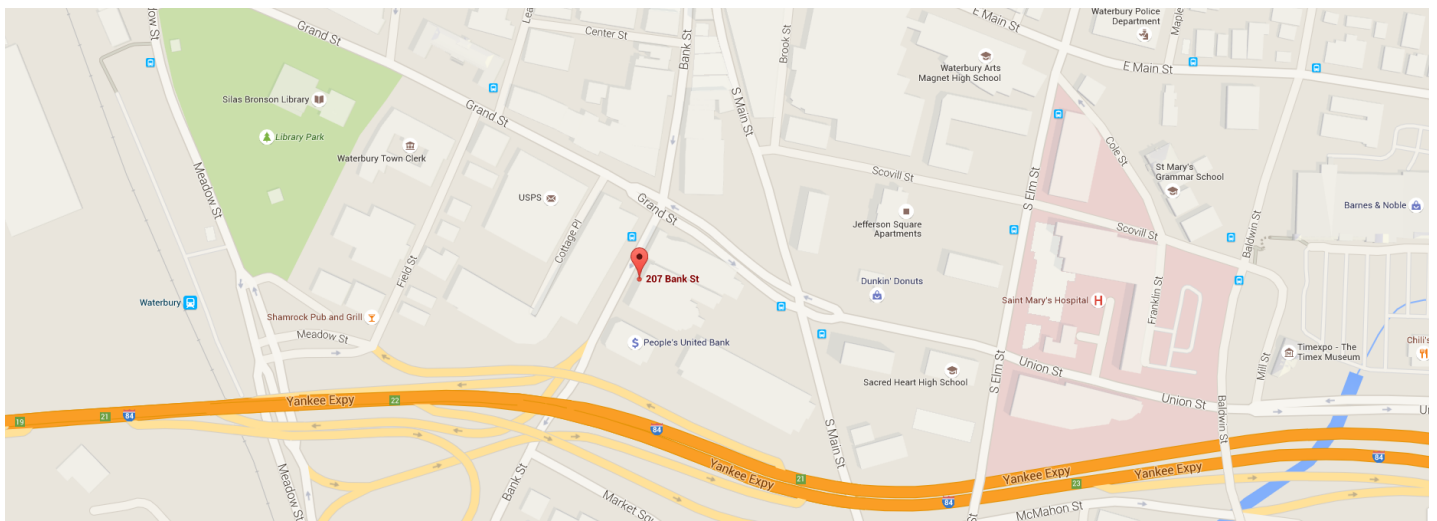 Meadow St
Grand St
Center St
Bank St
Brook St
E Main St
Waterbury Police
Department
E Main St
Waterbury Arts
Magnet High School
Silas Bronson Library
Library Park
Grand St
S Main St
Cole St
Waterbury Town Clerk
St Mary's
Grammar School
Scovill St
S Elm St
USPS
Meadow St
Grand St
Jefferson Square
Apartments
Barnes & Noble
Scovill St
Baldwin St
Cottage Pl
Field St
207 Bank St
Dunkin' Donuts
Waterbury
Saint Mary's Hospital
H
Franklin St
Shamrock Pub and Grill
Meadow St
$
People's United Bank
Timexpo - The
Timex Museum
Chili's
Mill St
Sacred Heart High School
S Elm St
Union St
Union St
Baldwin St
Yankee Expy
22
19
21
84
84
S Main St
Bank St
Yankee Expy
21
Yankee Expy
Yankee Expy
84
23
84
Meadow St
McMahon St